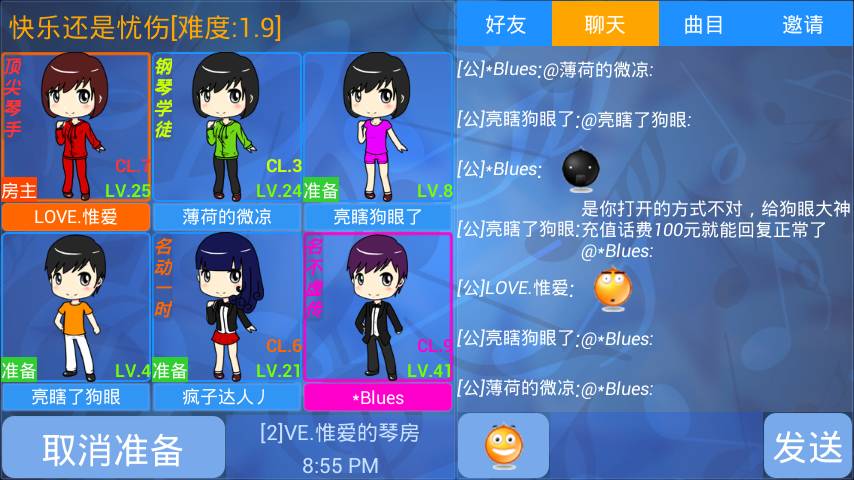 快乐还是忧伤[难度:1.9]
顶尖琴手
CL.7
房主
LV.25
LOVE.惟爱
钢琴学徒
CL.3
LV.24
薄荷的微凉
准备
LV.8
亮瞎狗眼了
准备
LV.4
亮瞎了狗眼
名动一时
CL.6
准备
LV.21
疯子达人丿
名不虚传
CL.9
LV.41
*Blues
取消准备
[2]VE.惟爱的琴房
8:55 PM
好友
聊天
曲目
邀请
[公]*Blues:@薄荷的微凉:
[公]亮瞎狗眼了:@亮瞎了狗眼:
[公]*Blues:
[公]亮瞎了狗眼:是你打开的方式不对，给狗眼大神
充值话费100元就能回复正常了
@*Blues:
[公]LOVE.惟爱:
[公]亮瞎狗眼了:@*Blues:
[公]薄荷的微凉:@*Blues:
发送